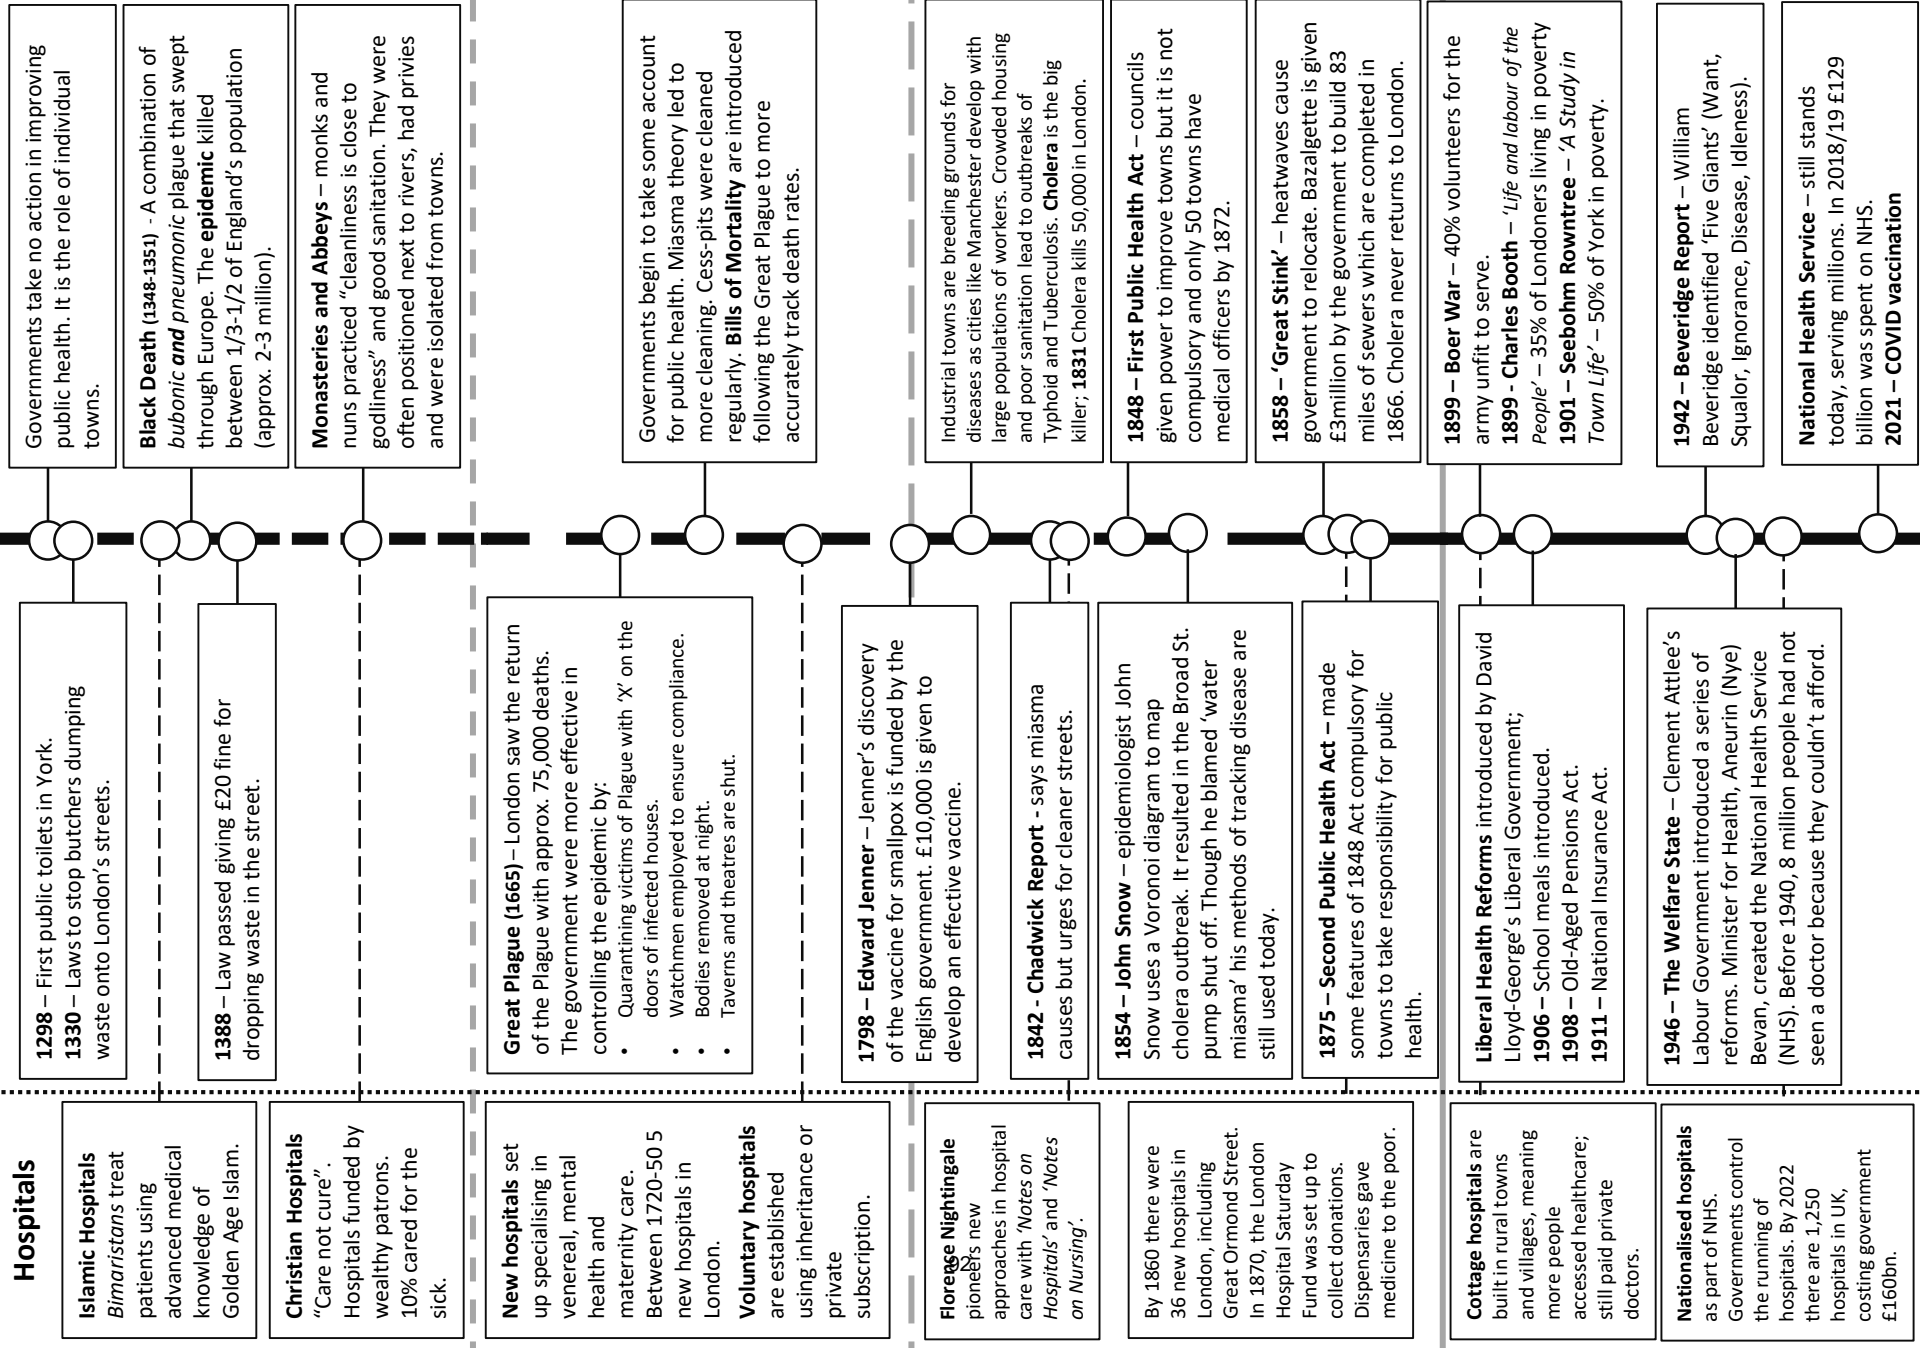 Hospitals
Islamic Hospitals
Bimaristans treat
patients using
advanced medical
knowledge of
Golden Age Islam.
Christian Hospitals
“Care not cure”.
Hospitals funded by
wealthy patrons.
10% cared for the
sick.
New hospitals set
up specialising in
venereal, mental
health and
maternity care.
Between 1720-50 5
new hospitals in
London.
Voluntary hospitals
are established
using inheritance or
private
subscription.
Florense Nightingale
pioneers new
approaches in hospital
care with ‘Notes on
Hospitals’ and ‘Notes
on Nursing’.
By 1860 there were
36 new hospitals in
London, including
Great Ormond Street.
In 1870, the London
Hospital Saturday
Fund was set up to
collect donations.
Dispensaries gave
medicine to the poor.
Cottage hospitals are
built in rural towns
and villages, meaning
more people
accessed healthcare;
still paid private
doctors.
Nationalised hospitals
as part of NHS.
Governments control
the running of
hospitals. By 2022
there are 1,250
hospitals in UK,
costing government
£160bn.
1298 – First public toilets in York.
1330 – Laws to stop butchers dumping
waste onto London’s streets.
1388 – Law passed giving £20 fine for
dropping waste in the street.
Great Plague (1665) – London saw the return
of the Plague with approx. 75,000 deaths.
The government were more effective in
controlling the epidemic by:
• Quarantining victims of Plague with ‘X’ on the
doors of infected houses.
• Watchmen employed to ensure compliance.
• Bodies removed at night.
• Taverns and theatres are shut.
1798 – Edward Jenner – Jenner’s discovery
of the vaccine for smallpox is funded by the
English government. £10,000 is given to
develop an effective vaccine.
1842 - Chadwick Report - says miasma
causes but urges for cleaner streets.
1854 – John Snow – epidemiologist John
Snow uses a Voronoi diagram to map
cholera outbreak. It resulted in the Broad St.
pump shut off. Though he blamed ‘water
miasma’ his methods of tracking disease are
still used today.
1875 – Second Public Health Act – made
some features of 1848 Act compulsory for
towns to take responsibility for public
health.
Liberal Health Reforms introduced by David
Lloyd-George’s Liberal Government;
1906 – School meals introduced.
1908 – Old-Aged Pensions Act.
1911 – National Insurance Act.
1946 – The Welfare State – Clement Attlee’s
Labour Government introduced a series of
reforms. Minister for Health, Aneurin (Nye)
Bevan, created the National Health Service
(NHS). Before 1940, 8 million people had not
seen a doctor because they couldn’t afford.
Governments take no action in improving
public health. It is the role of individual
towns.
Black Death (1348-1351) - A combination of
bubonic and pneumonic plague that swept
through Europe. The epidemic killed
between 1/3-1/2 of England’s population
(approx. 2-3 million).
Monasteries and Abbeys – monks and
nuns practiced “cleanliness is close to
godliness” and good sanitation. They were
often positioned next to rivers, had privies
and were isolated from towns.
Governments begin to take some account
for public health. Miasma theory led to
more cleaning. Cess-pits were cleaned
regularly. Bills of Mortality are introduced
following the Great Plague to more
accurately track death rates.
Industrial towns are breeding grounds for
diseases as cities like Manchester develop with
large populations of workers. Crowded housing
and poor sanitation lead to outbreaks of
Typhoid and Tuberculosis. Cholera is the big
killer; 1831 Cholera kills 50,000 in London.
1848 – First Public Health Act – councils
given power to improve towns but it is not
compulsory and only 50 towns have
medical officers by 1872.
1858 – ‘Great Stink’ – heatwaves cause
government to relocate. Bazalgette is given
£3million by the government to build 83
miles of sewers which are completed in
1866. Cholera never returns to London.
1899 – Boer War – 40% volunteers for the
army unfit to serve.
1899 - Charles Booth – ‘Life and labour of the
People’ – 35% of Londoners living in poverty
1901 – Seebohm Rowntree – ‘A Study in
Town Life’ – 50% of York in poverty.
1942 – Beveridge Report – William
Beveridge identified ‘Five Giants’ (Want,
Squalor, Ignorance, Disease, Idleness).
National Health Service – still stands
today, serving millions. In 2018/19 £129
billion was spent on NHS.
2021 – COVID vaccination